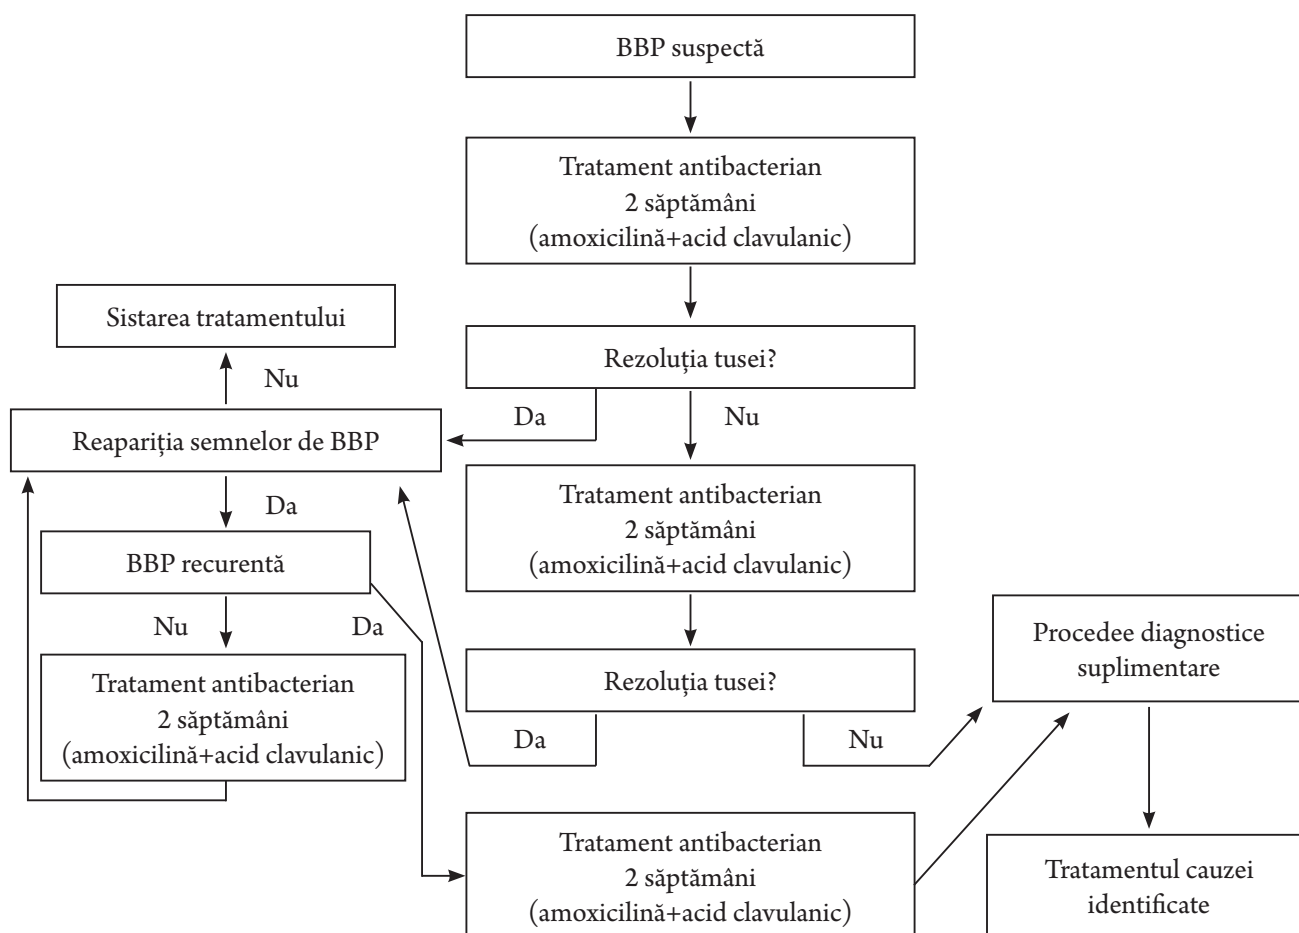 BBP suspectă
Tratament antibacterian
2 săptămâni
(amoxicilină+acid clavulanic)
Sistarea tratamentului
Rezoluția tusei?
Nu
Da
Nu
Reapariția semnelor de BBP
Tratament antibacterian
2 săptămâni
(amoxicilină+acid clavulanic)
Da
BBP recurentă
Nu
Da
Procedee diagnostice
suplimentare
Rezoluția tusei?
Tratament antibacterian
2 săptămâni
(amoxicilină+acid clavulanic)
Da
Nu
Tratament antibacterian
2 săptămâni
(amoxicilină+acid clavulanic)
Tratamentul cauzei
identificate